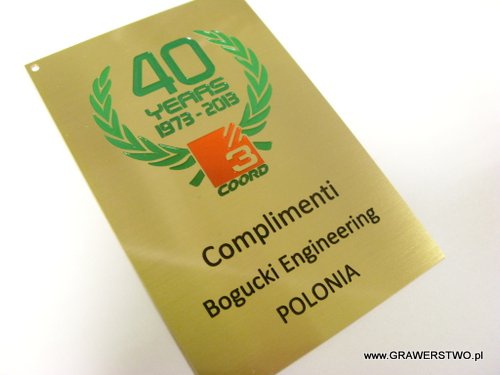 40
YEARS
1973-2013
3
COORD
Complimenti
Bogucki Engineering
POLONIA
www.GRAWERSTWO.pl